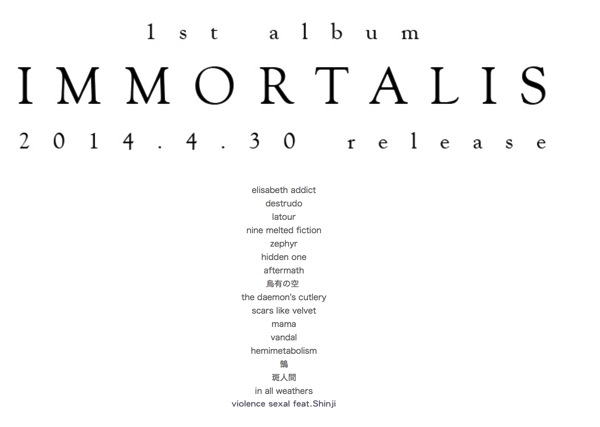 1st album
IMMORTALIS
2014.4.30 release
elisabeth addict
destrudo
latour
nine melted fiction
zephyr
hidden one
aftermath
烏有の空
the daemon's cutlery
scars like velvet
mama
vandal
hemimetabolism
鵠
斑人間
in all weathers
violence sexal feat.Shinji